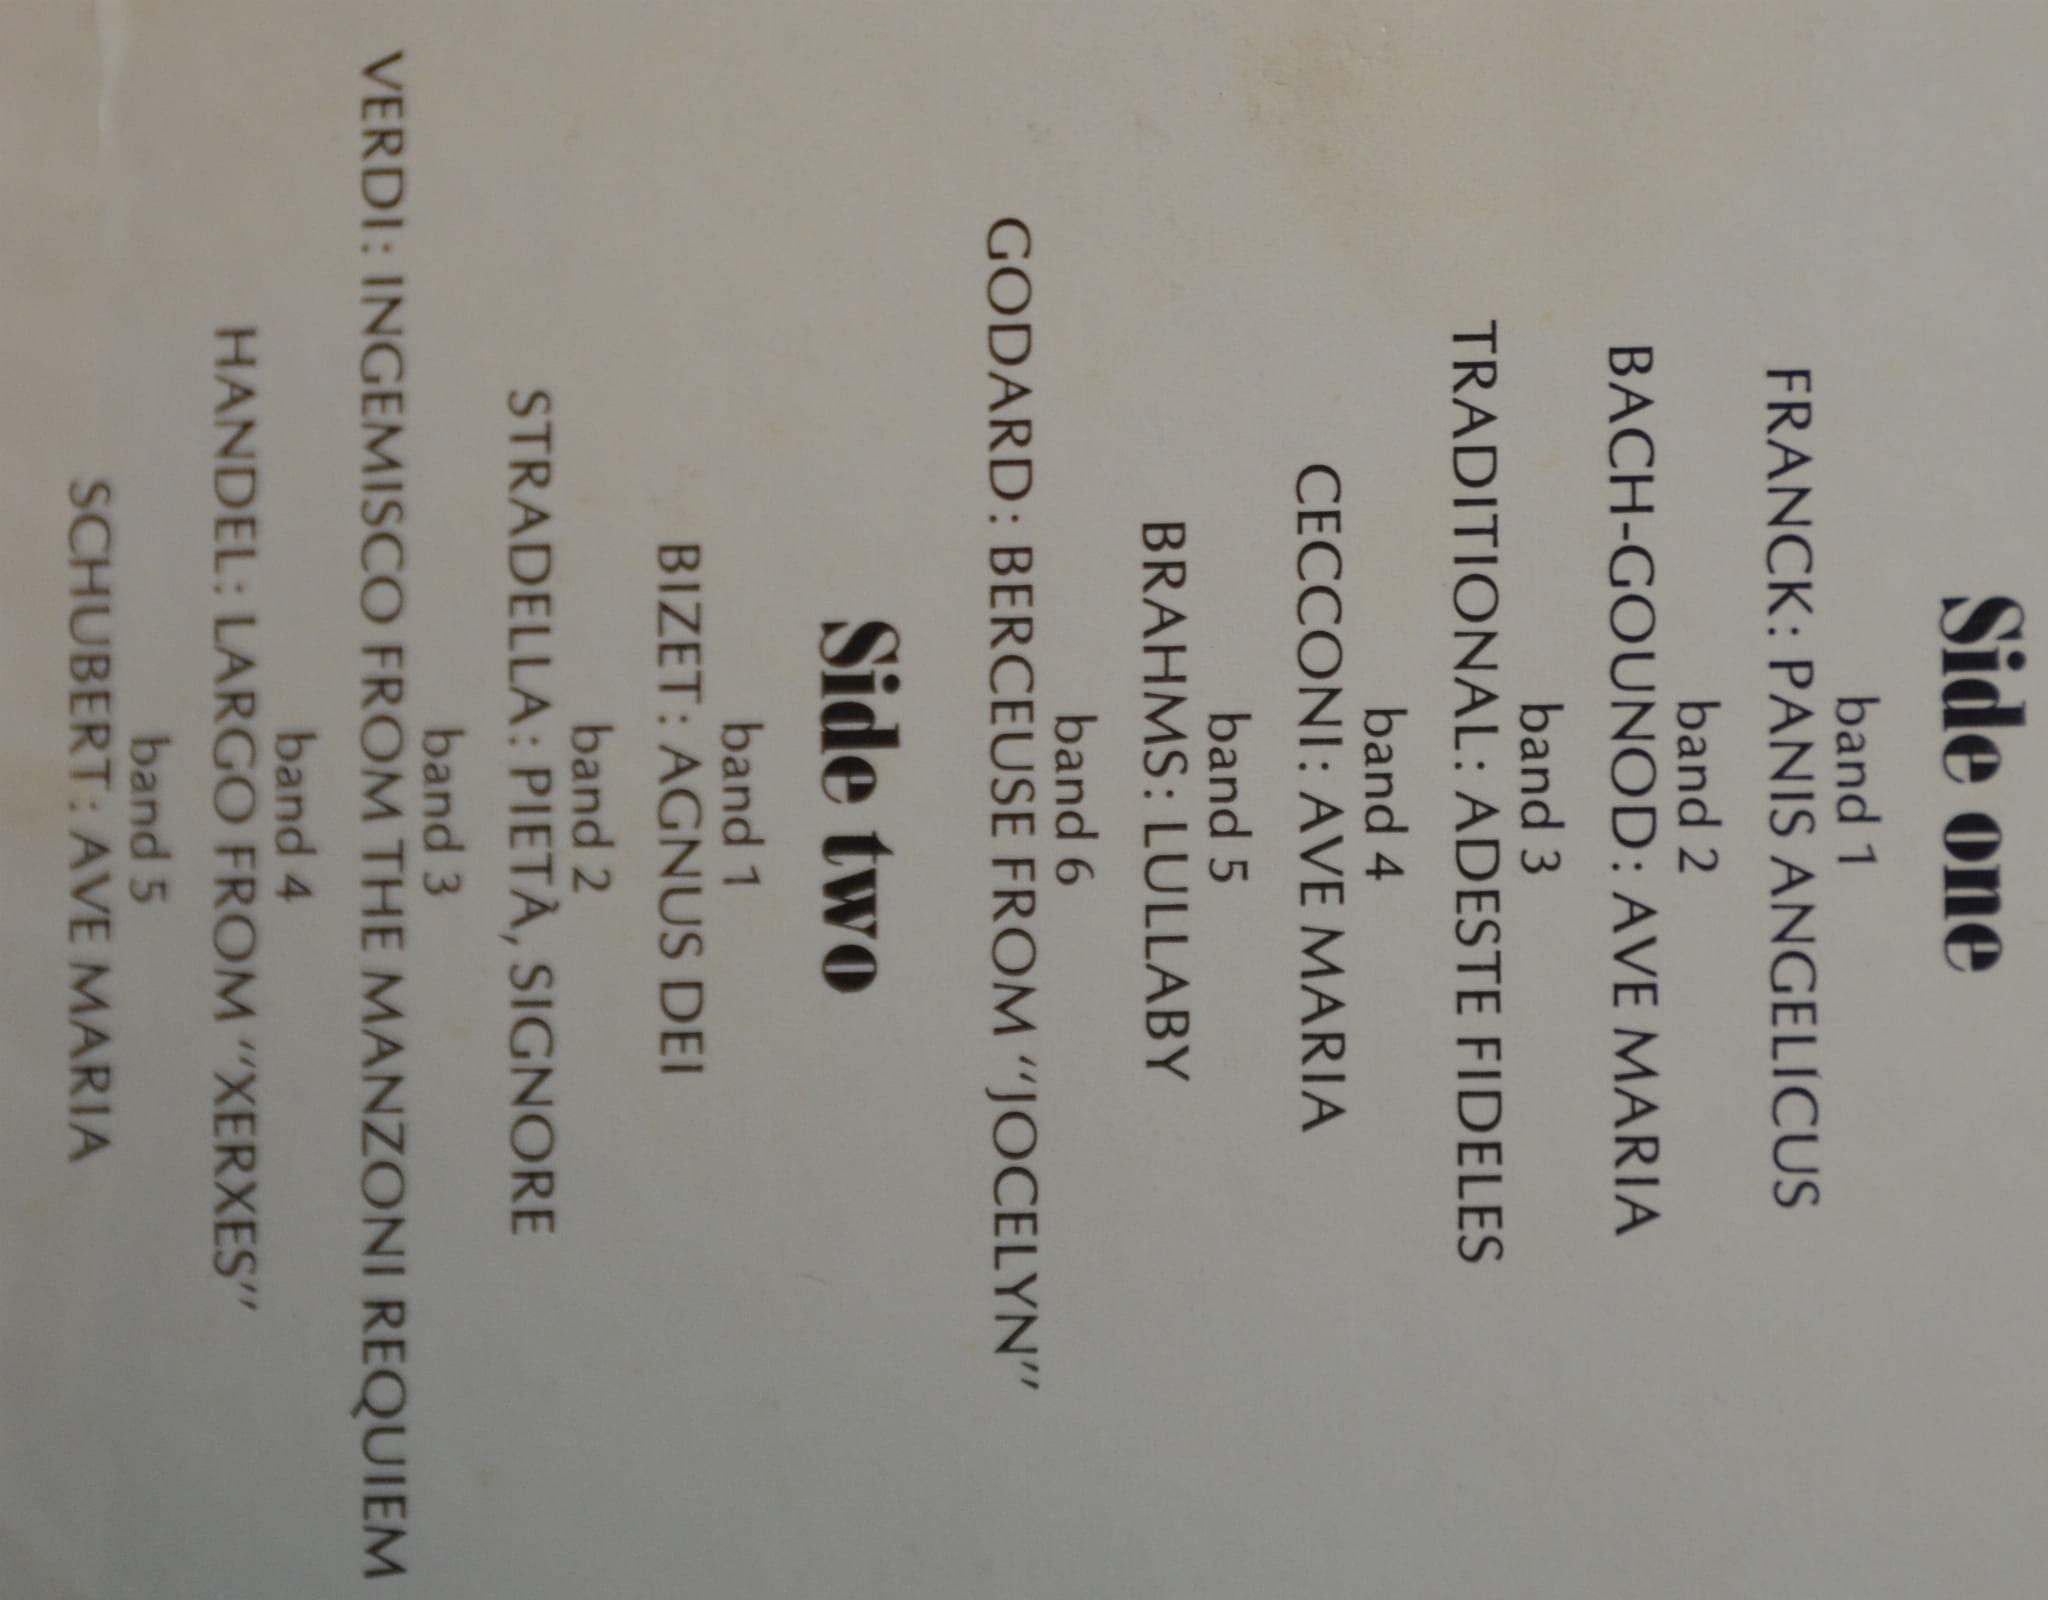 Side one
band 1
FRANCK: PANIS ANGELÍCUS
band 2
BACH-GOUNOD: AVE MARIA
band 3
TRADITIONAL: ADESTE FIDELES
band 4
CECCONI: AVE MARIA
band 5
BRAHMS: LULLABY
band 6
GODARD: BERCEUSE FROM "JOCELYN"
Side two
band 1
BIZET: AGNUS DEI
band 2
STRADELLA: PIETÀ, SIGNORE
band 3
VERDI: INGEMISCO FROM THE MANZONI REQUIEM
band 4
HANDEL: LARGO FROM "XERXES"
band 5
SCHUBERT: AVE MARIA